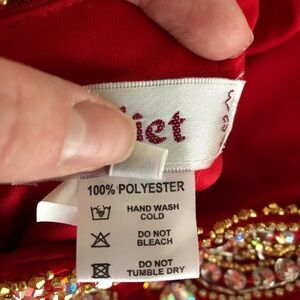 100% POLYESTER
HAND WASH
COLD
DO NOT
BLEACH
DO NOT
TUMBLE DRY